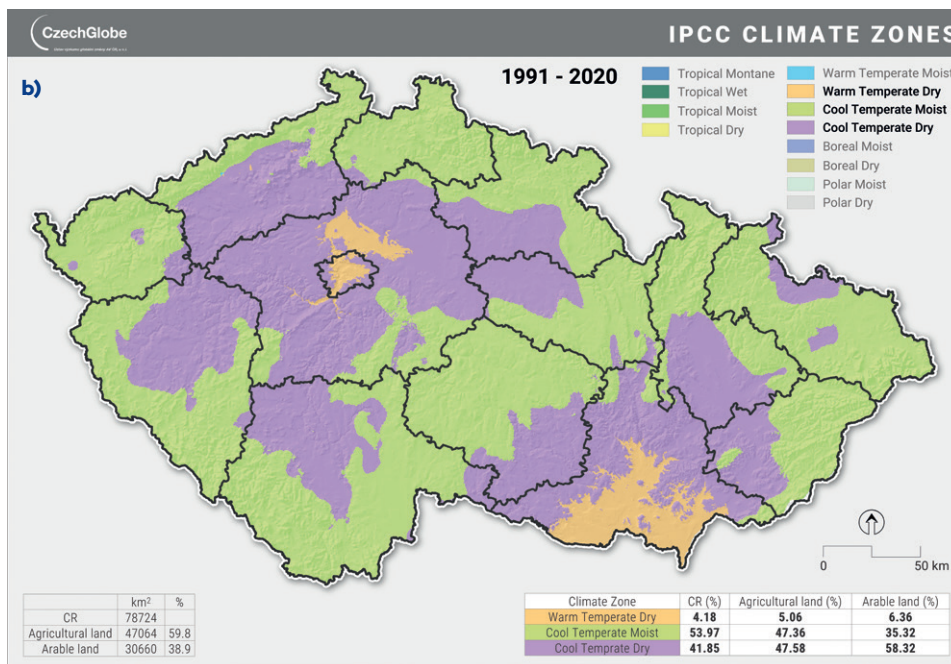 CzechGlobe
IPCC CLIMATE ZONES
b)
1991 - 2020
Tropical Montane
Tropical Wet
Tropical Moist
Tropical Dry
Warm Temperate Moist
Warm Temperate Dry
Cool Temperate Moist
Cool Temperate Dry
Boreal Moist
Boreal Dry
Polar Moist
Polar Dry
0 50 km
km² %
CR 78724
Agricultural land 47064 59.8
Arable land 30660 38.9
Climate Zone CR (%) Agricultural land (%) Arable land (%)
Warm Temperate Dry 4.18 5.06 6.36
Cool Temperate Moist 53.97 47.36 35.32
Cool Temprate Dry 41.85 47.58 58.32